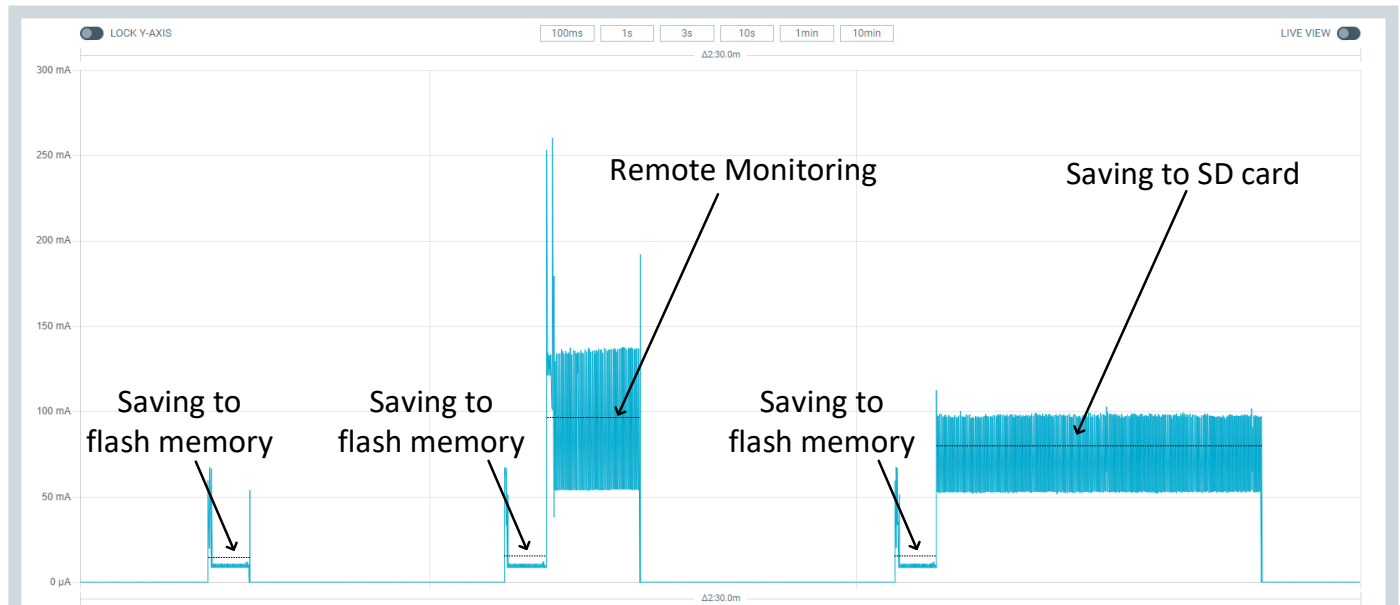 LOCK Y-AXIS
100ms 1s 3s 10s 1min 10min
LIVE VIEW
Δ2:30.0m
300 mA
250 mA
Remote Monitoring
Saving to SD card
200 mA
150 mA
Saving to
flash memory
Saving to
flash memory
Saving to
flash memory
100 mA
50 mA
0 µA
Δ2:30.0m